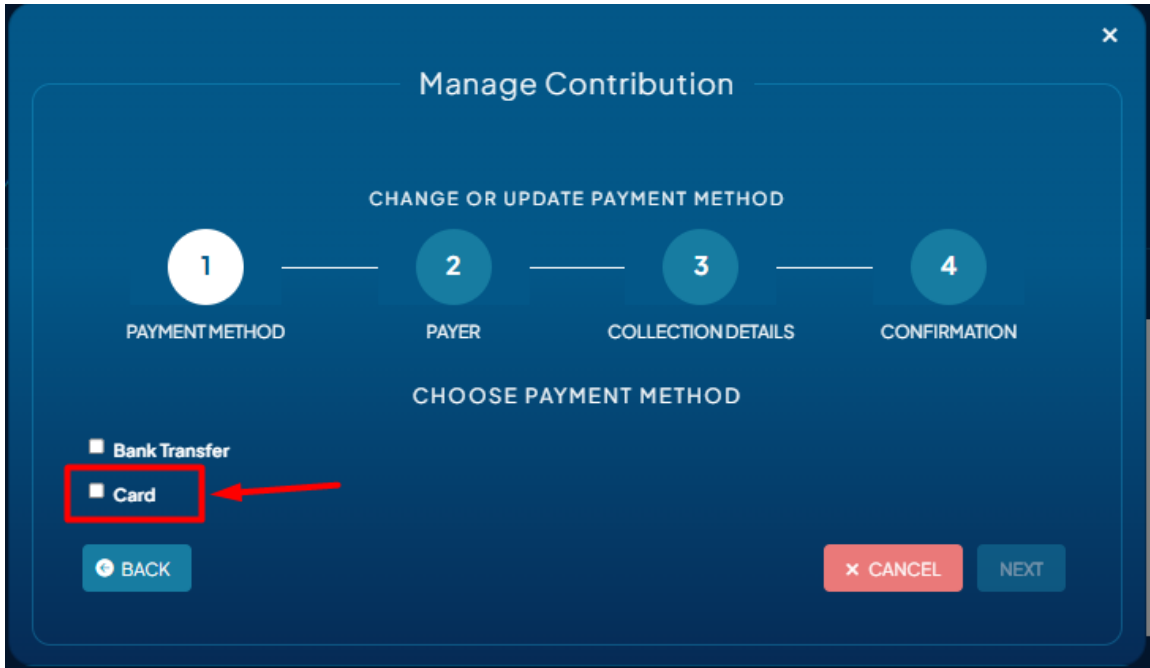 ×
Manage Contribution
CHANGE OR UPDATE PAYMENT METHOD
1 2 3 4
PAYMENT METHOD PAYER COLLECTION DETAILS CONFIRMATION
CHOOSE PAYMENT METHOD
Bank Transfer
Card
BACK × CANCEL NEXT